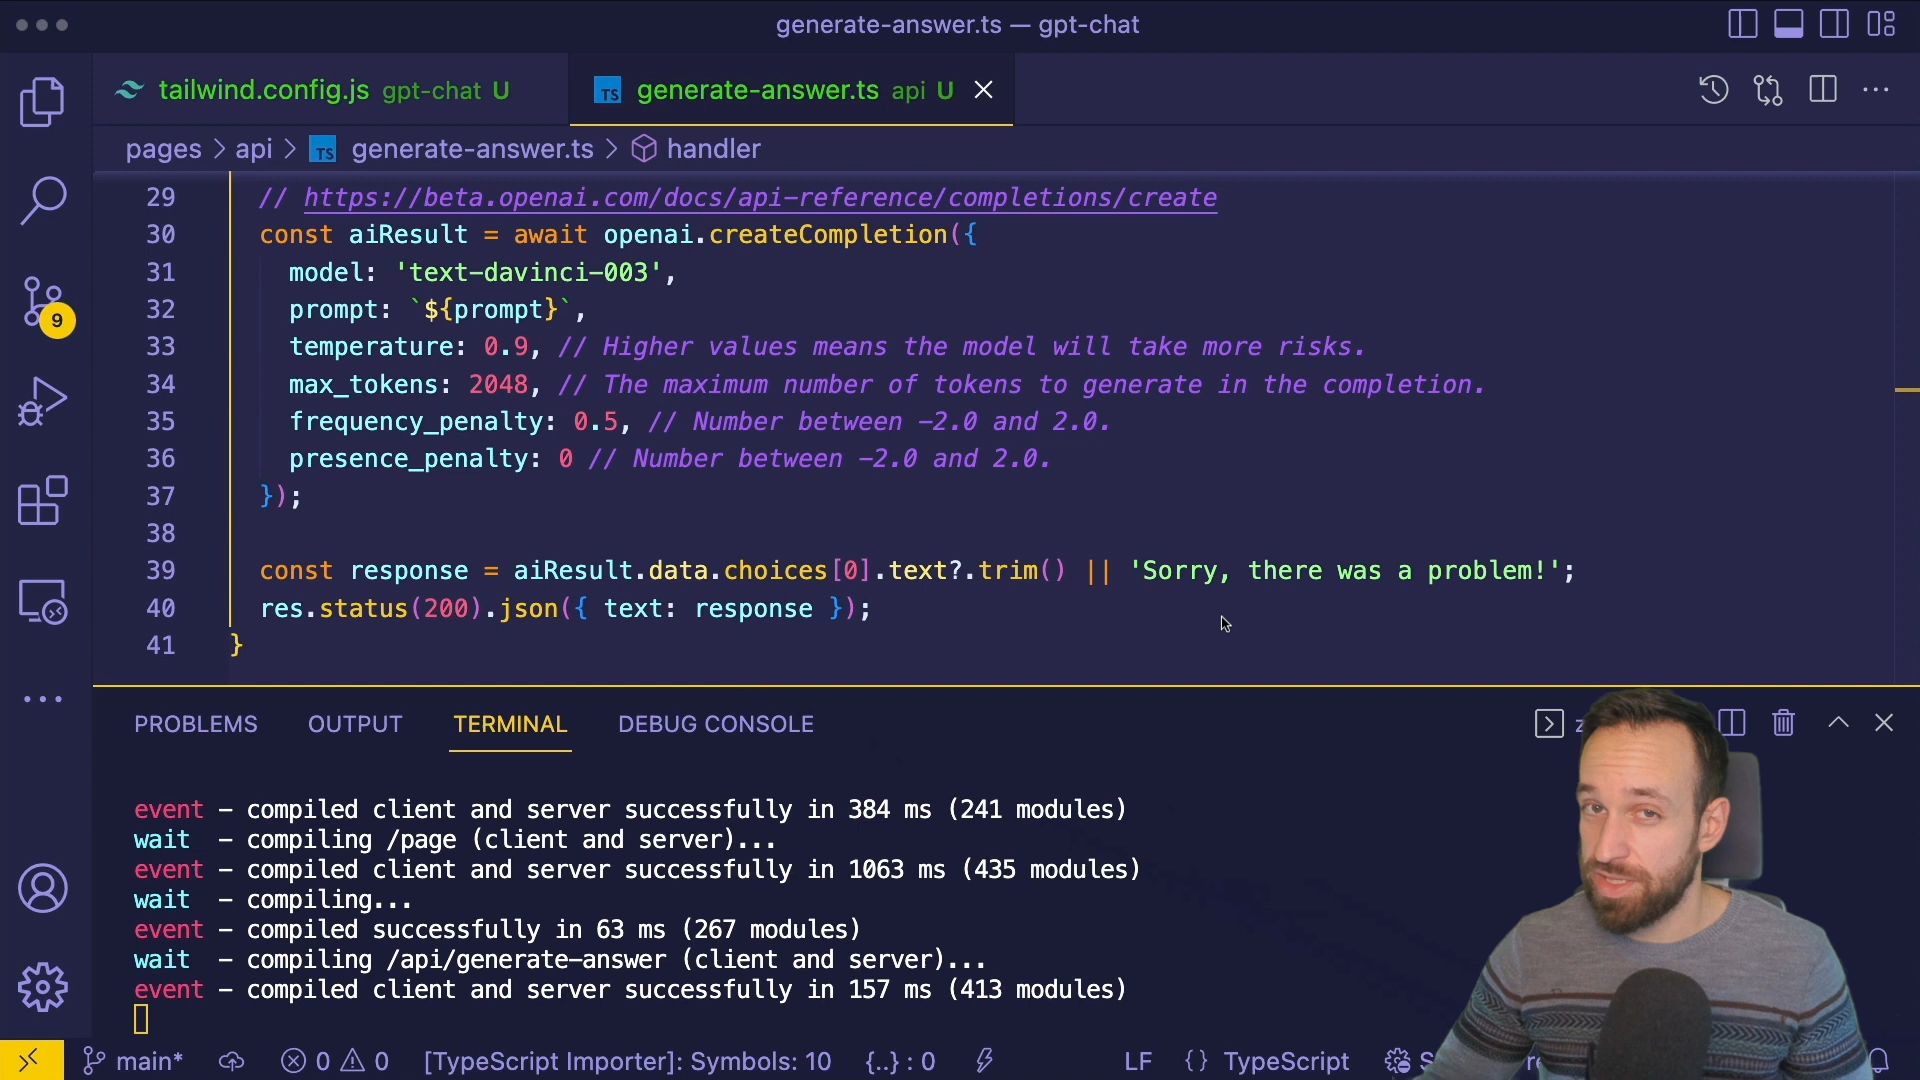 generate-answer.ts — gpt-chat
tailwind.config.js gpt-chat U
TS generate-answer.ts api U
pages > api > TS generate-answer.ts > handler
29 // https://beta.openai.com/docs/api-reference/completions/create
30 const aiResult = await openai.createCompletion({
31 model: 'text-davinci-003',
32 prompt: `${prompt}`,
33 temperature: 0.9, // Higher values means the model will take more risks.
34 max_tokens: 2048, // The maximum number of tokens to generate in the completion.
35 frequency_penalty: 0.5, // Number between -2.0 and 2.0.
36 presence_penalty: 0 // Number between -2.0 and 2.0.
37 });
38
39 const response = aiResult.data.choices[0].text?.trim() || 'Sorry, there was a problem!';
40 res.status(200).json({ text: response });
41 }
9
PROBLEMS OUTPUT TERMINAL DEBUG CONSOLE
event - compiled client and server successfully in 384 ms (241 modules)
wait - compiling /page (client and server)...
event - compiled client and server successfully in 1063 ms (435 modules)
wait - compiling...
event - compiled successfully in 63 ms (267 modules)
wait - compiling /api/generate-answer (client and server)...
event - compiled client and server successfully in 157 ms (413 modules)
main* 0 0 [TypeScript Importer]: Symbols: 10 {..} : 0 LF {} TypeScript